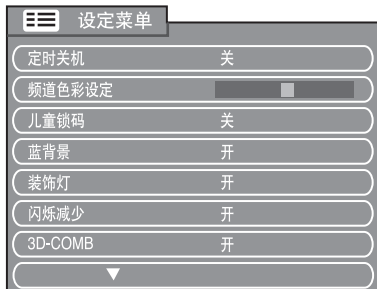 设定菜单
定时关机 关
频道色彩设定
儿童锁码 关
蓝背景 开
装饰灯 开
闪烁减少 开
3D-COMB 开
▼